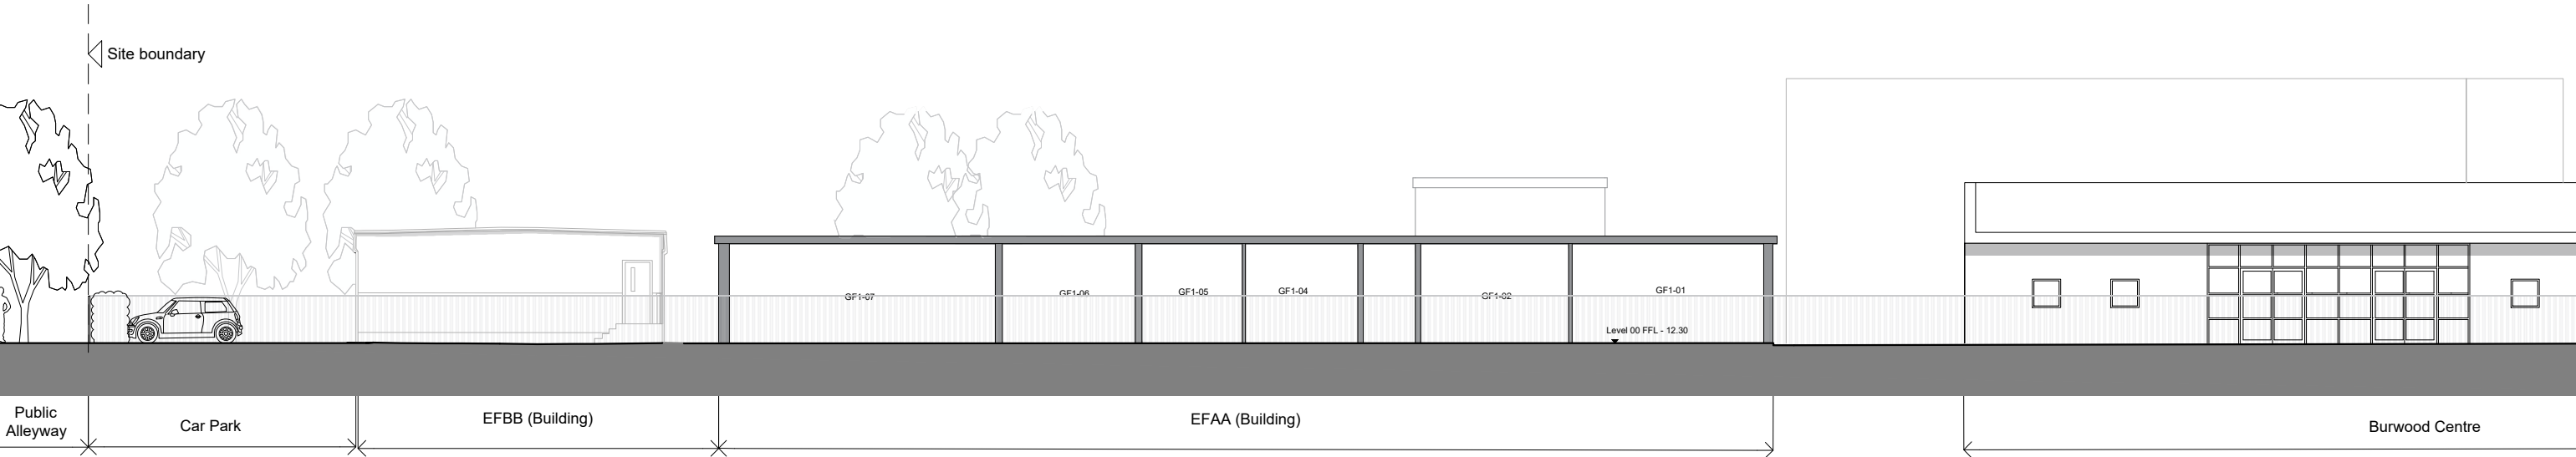 Site boundary
GF1-07
GF1-06
GF1-05
GF1-04
GF1-02
GF1-01
Level 00 FFL - 12.30
Public
Alleyway
Car Park
EFBB (Building)
EFAA (Building)
Burwood Centre